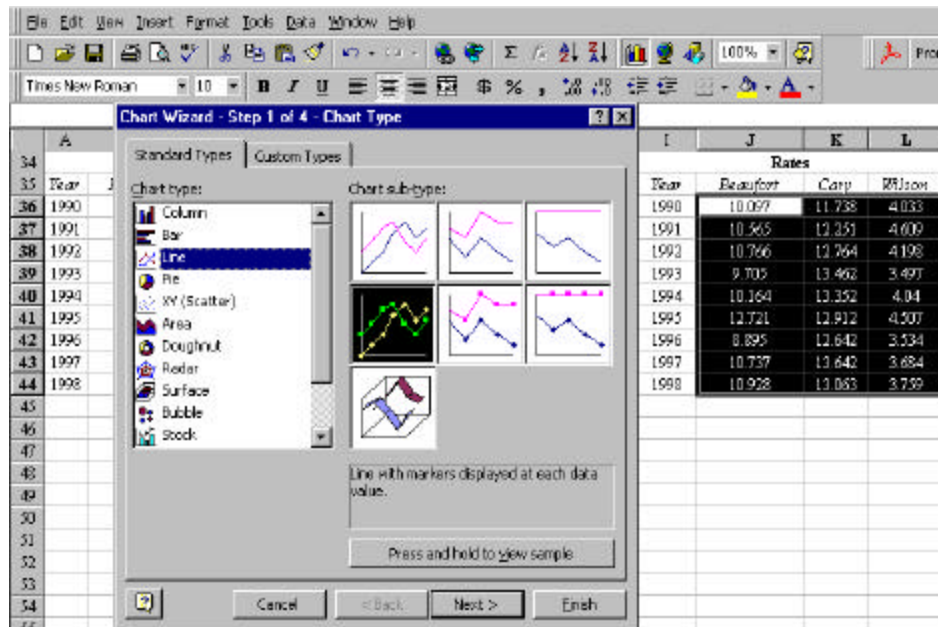 File Edit View Insert Format Tools Data Window Help
100% Pro
Times New Roman 10 B I U $ % ,
Chart Wizard - Step 1 of 4 - Chart Type
A I J K L
Standard Types Custom Types
34 Rates
35 Year Year Beaufort Carp Wilson
Chart type: Chart sub-type:
36 1990 1990 10.097 11.738 4.033
37 1991 1991 10.565 12.251 4.609
38 1992 1992 10.766 12.764 4.198
39 1993 1993 9.705 13.462 3.497
40 1994 1994 10.164 13.352 4.04
41 1995 1995 12.721 12.912 4.507
42 1996 1996 8.895 12.642 3.534
43 1997 1997 10.737 13.642 3.684
44 1998 1998 10.928 13.063 3.759
Column
Bar
Line
Pie
XY (Scatter)
Area
Doughnut
Radar
Surface
Bubble
Stock
45
46
47
48
49
50
51
52
53
54
Line with markers displayed at each data
value.
Press and hold to view sample
Cancel < Back Next > Finish